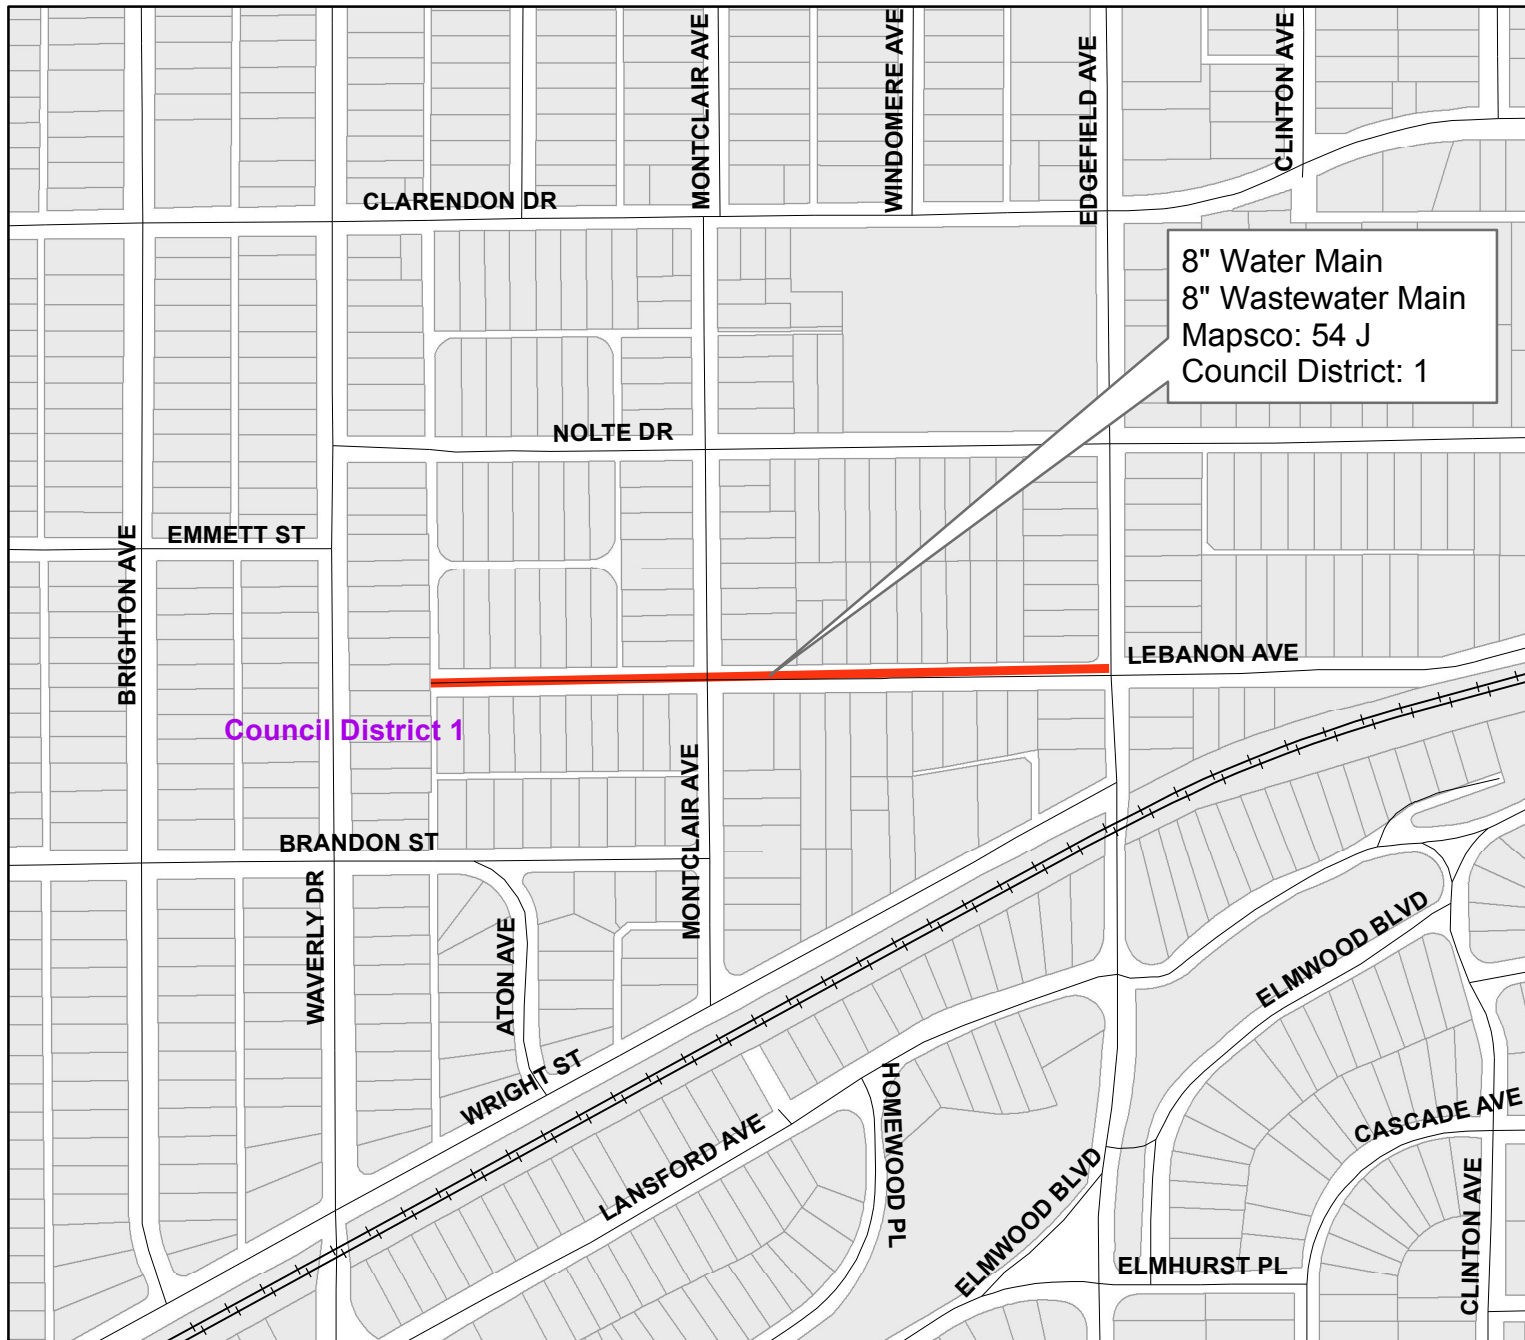 MONTCLAIR AVE
WINDOMERE AVE
EDGEFIELD AVE
CLINTON AVE
CLARENDON DR
8" Water Main
8" Wastewater Main
Mapsco: 54 J
Council District: 1
NOLTE DR
EMMETT ST
BRIGHTON AVE
LEBANON AVE
Council District 1
MONTCLAIR AVE
BRANDON ST
WAVERLY DR
ATON AVE
ELMWOOD BLVD
WRIGHT ST
HOMEWOOD PL
CASCADE AVE
LANSFORD AVE
ELMWOOD BLVD
CLINTON AVE
ELMHURST PL